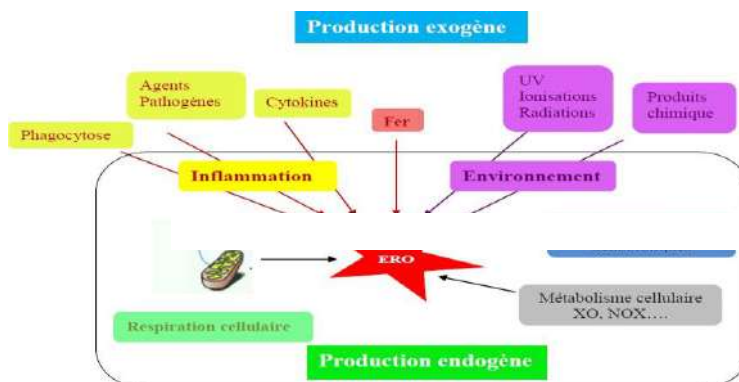 Production exogène
Agents
Pathogènes
Cytokines
UV
Ionisations
Radiations
Produits
chimique
Fer
Phagocytose
Inflammation
Environnement
ERO
Métabolisme cellulaire
XO, NOX....
Respiration cellulaire
Production endogène